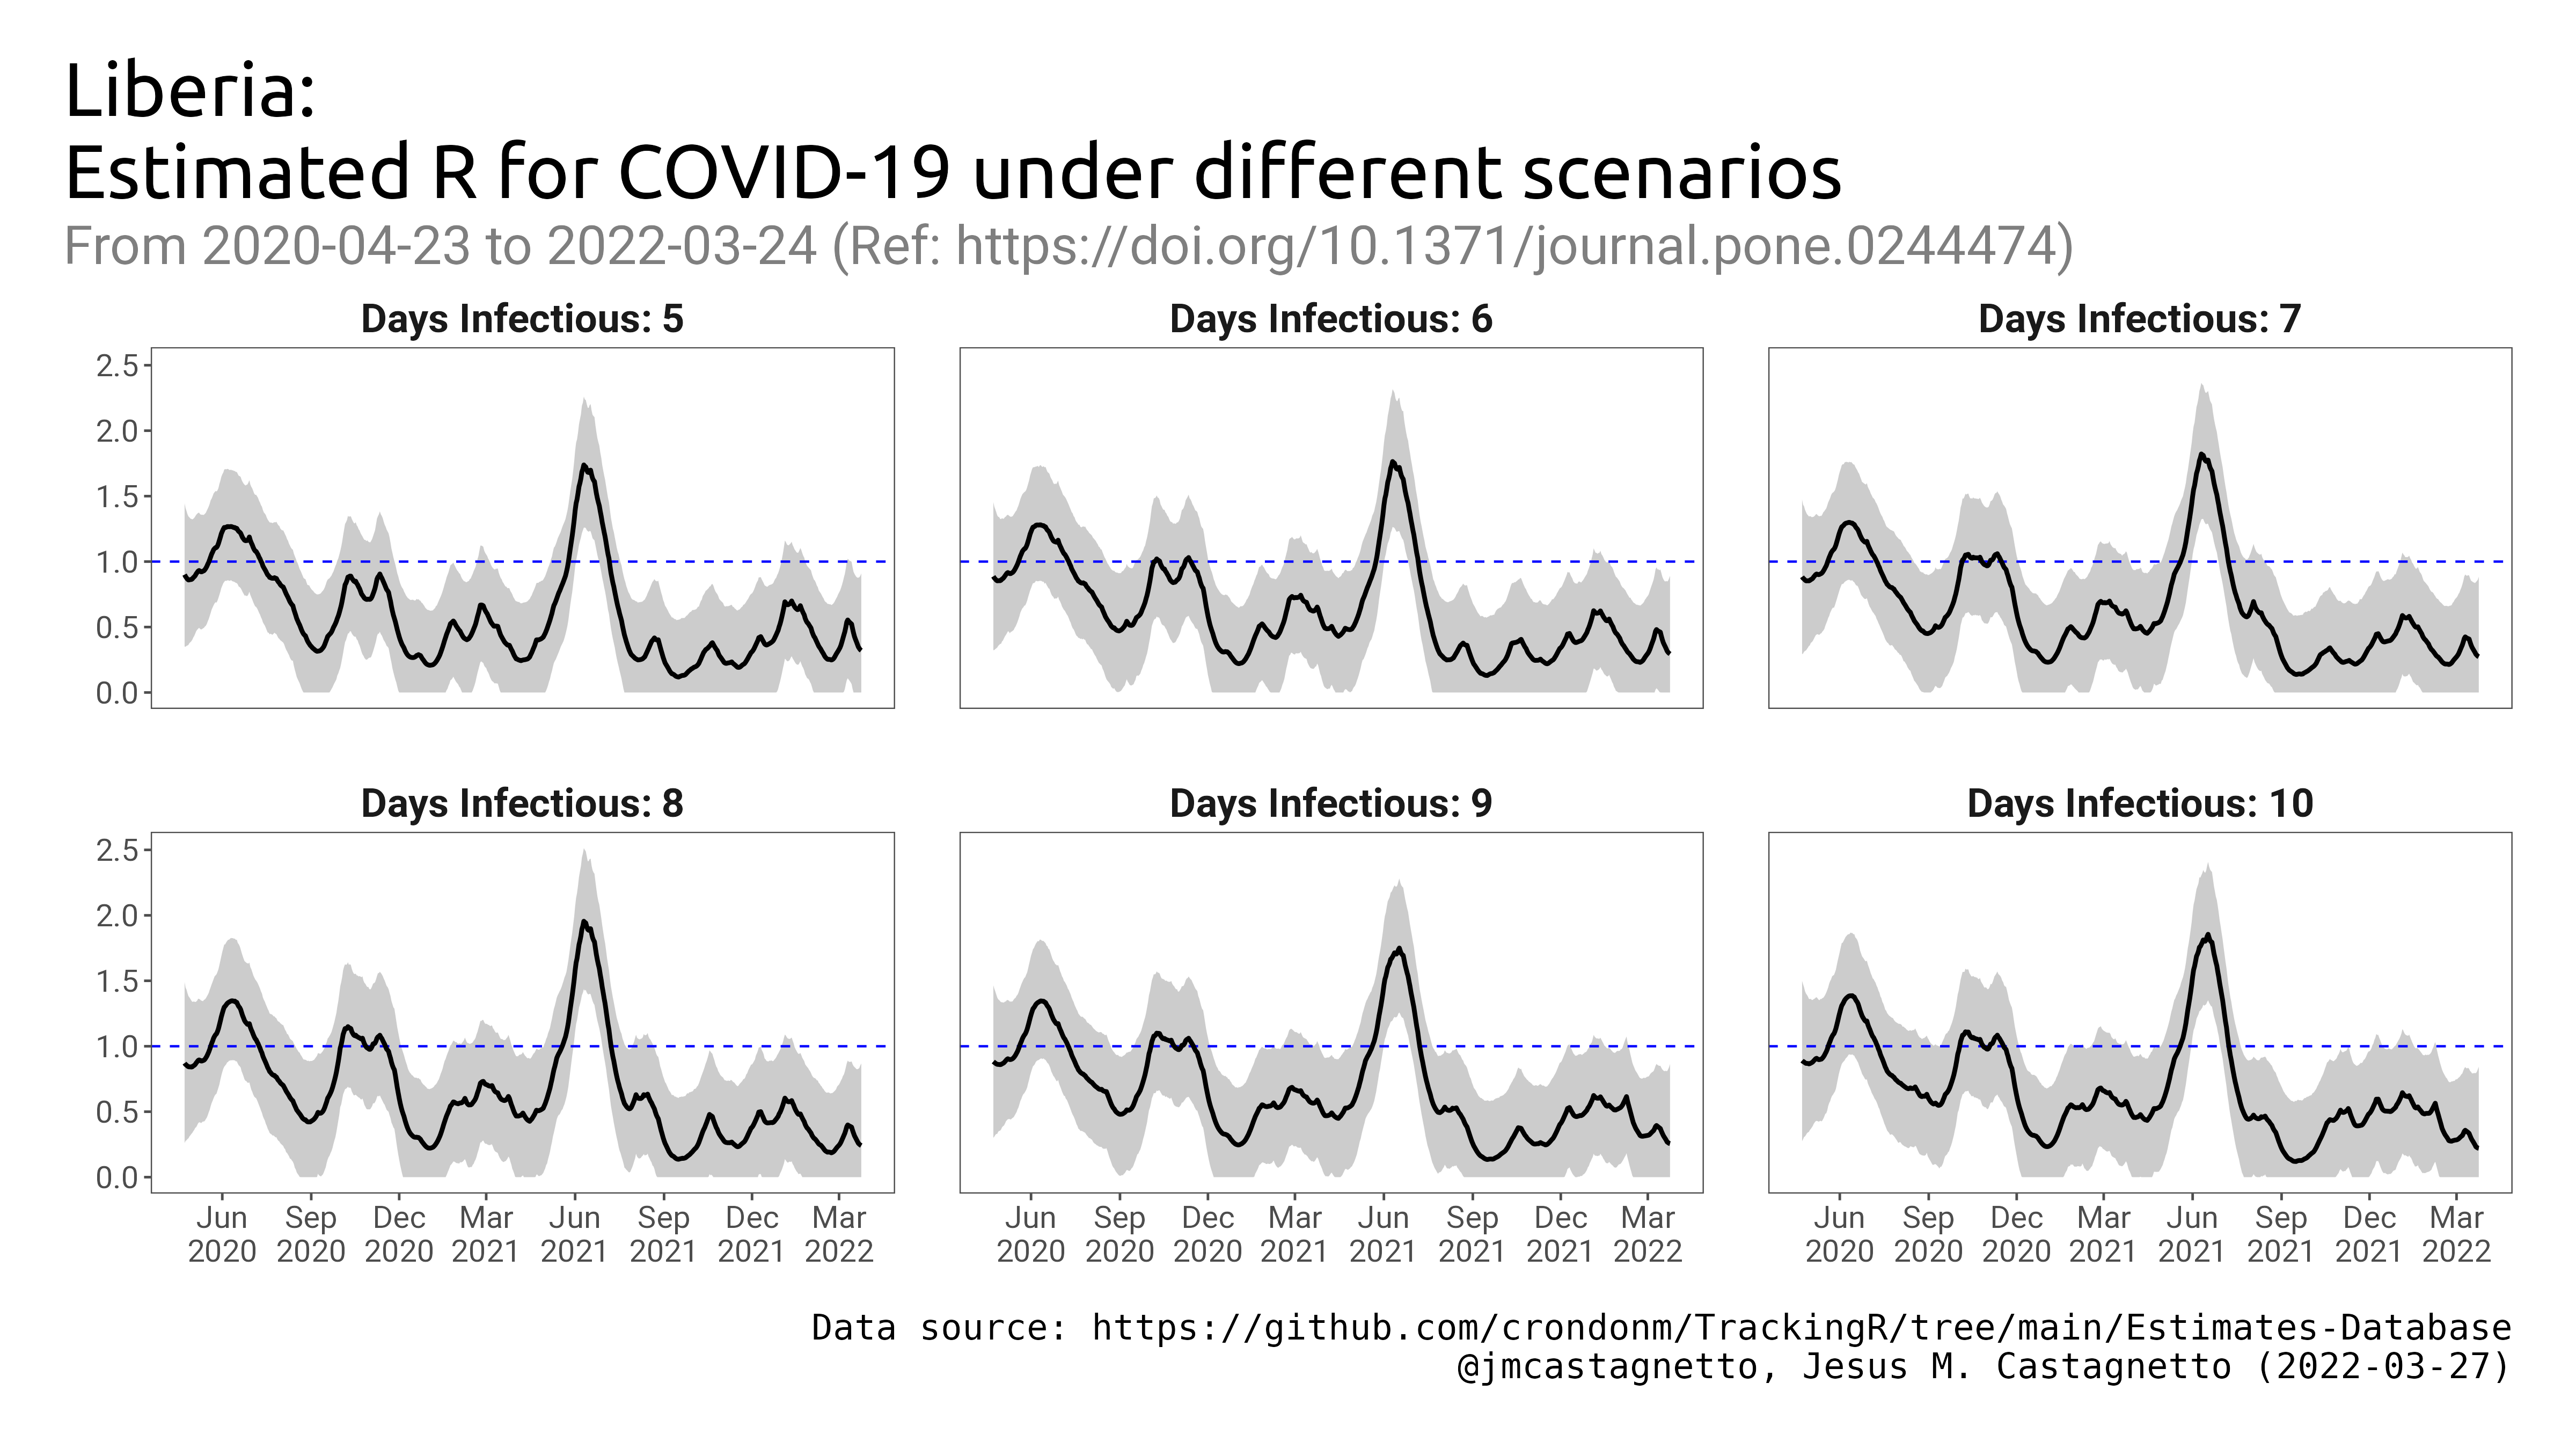 Liberia:
Estimated R for COVID-19 under different scenarios
From 2020-04-23 to 2022-03-24 (Ref: https://doi.org/10.1371/journal.pone.0244474)
Days Infectious: 5
Days Infectious: 6
Days Infectious: 7
2.5
2.0
1.5
1.0
0.5
0.0
Days Infectious: 8
Days Infectious: 9
Days Infectious: 10
2.5
2.0
1.5
1.0
0.5
0.0
Jun Sep Dec Mar Jun Sep Dec Mar
2020 2020 2020 2021 2021 2021 2021 2022
Jun Sep Dec Mar Jun Sep Dec Mar
2020 2020 2020 2021 2021 2021 2021 2022
Jun Sep Dec Mar Jun Sep Dec Mar
2020 2020 2020 2021 2021 2021 2021 2022
Data source: https://github.com/crondonm/TrackingR/tree/main/Estimates-Database
@jmcastagnetto, Jesus M. Castagnetto (2022-03-27)